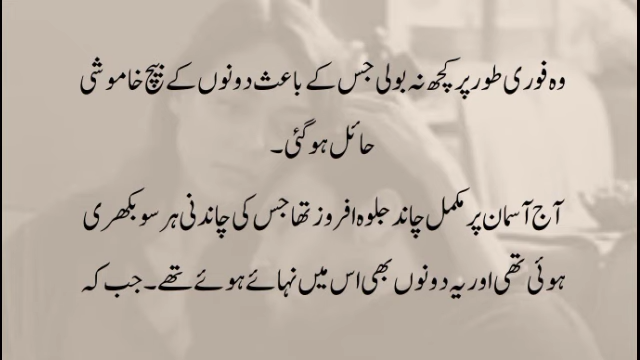 وہ فوری طور پر کچھ نہ بولی جس کے باعث دونوں کے بیچ خاموشی
حائل ہو گئی۔
آج آسمان پر مکمل چاند جلوہ افروز تھا جس کی چاندنی ہر سو بکھری
ہوئی تھی اور یہ دونوں بھی اس میں نہائے ہوئے تھے۔ جب کہ